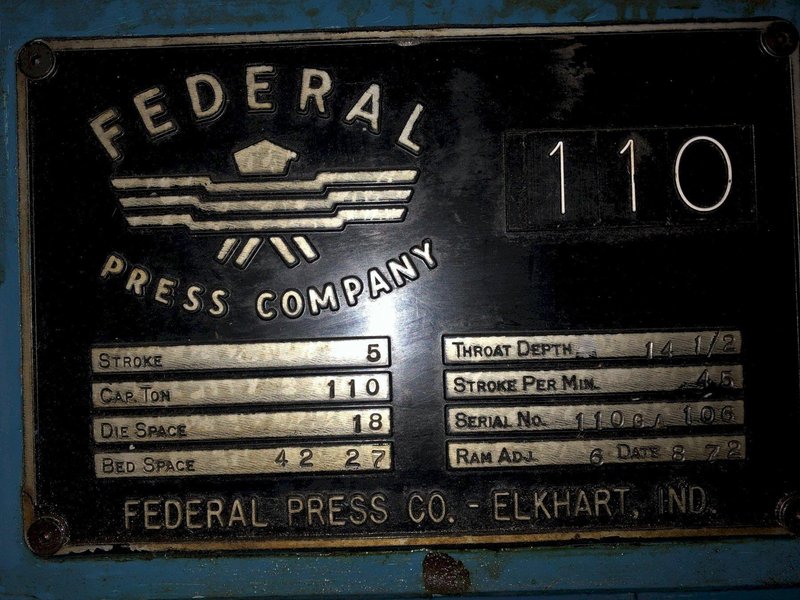 FEDERAL
PRESS COMPANY
110
STROKE 5
CAP. TON 110
DIE SPACE 18
BED SPACE 42 27
THROAT DEPTH 14 1/2
STROKE PER MIN. 45
SERIAL NO. 106
RAM ADJ. 6 DATE 8 72
FEDERAL PRESS CO. - ELKHART, IND.